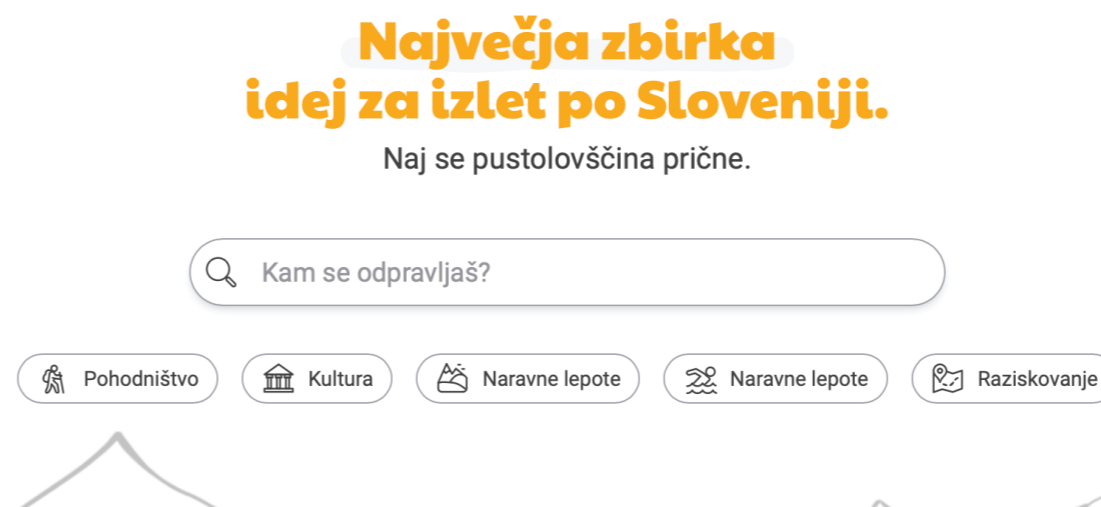 Največja zbirka
idej za izlet po Sloveniji.
Naj se pustolovščina prične.
Kam se odpravljaš?
Pohodništvo
Kultura
Naravne lepote
Naravne lepote
Raziskovanje